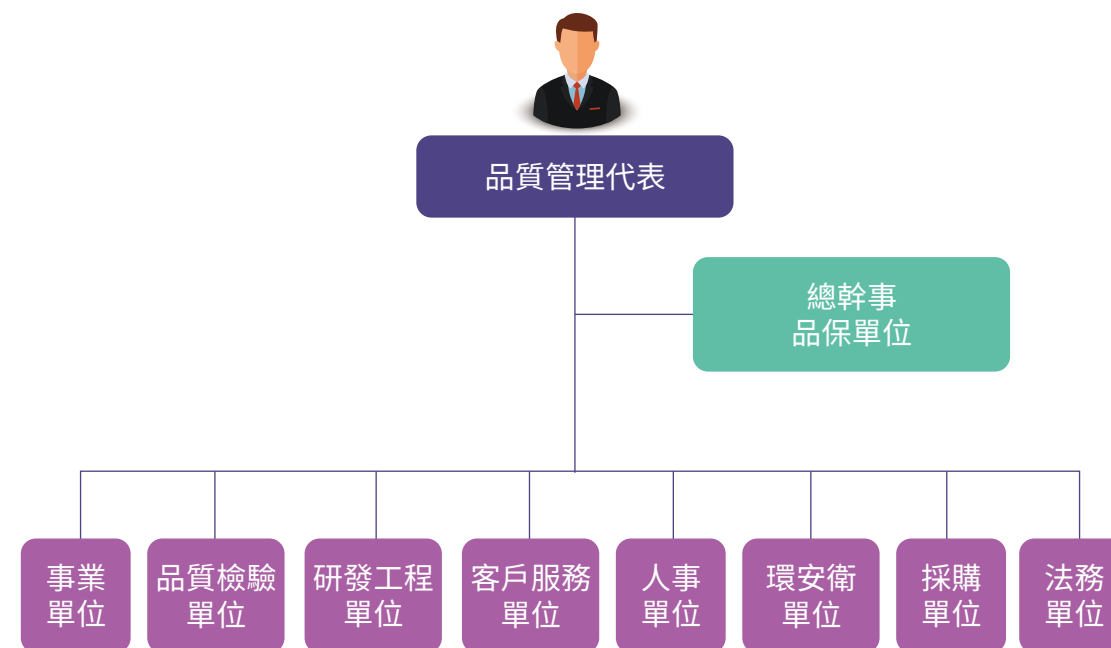 品質管理代表
總幹事
品保單位
事業
單位
品質檢驗
單位
研發工程
單位
客戶服務
單位
人事
單位
環安衛
單位
採購
單位
法務
單位